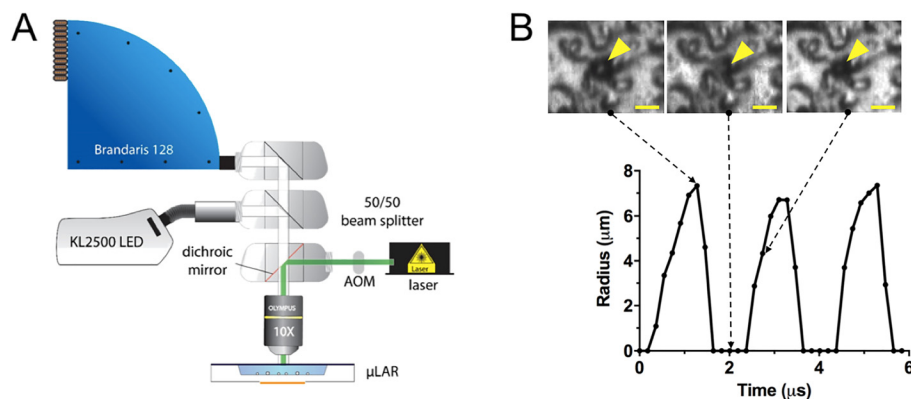 A
Brandaris 128
KL2500 LED
50/50
beam splitter
dichroic
mirror
AOM
Laser
laser
OLYMPUS
10X
µLAR
B
8
6
4
2
0
Radius (µm)
0
2
4
6
Time (µs)